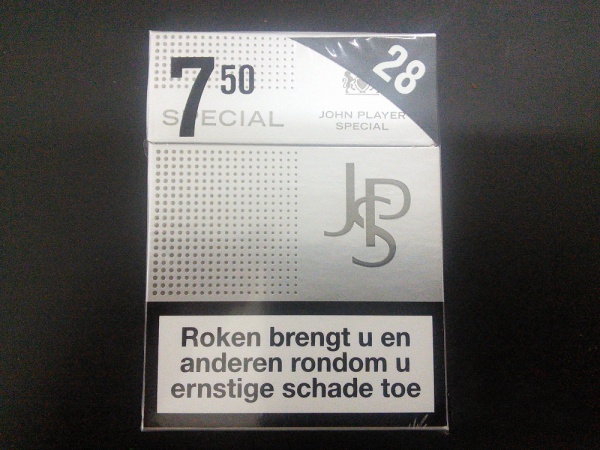 7 50
28
SPECIAL
JOHN PLAYER
SPECIAL
JPS
Roken brengt u en
anderen rondom u
ernstige schade toe